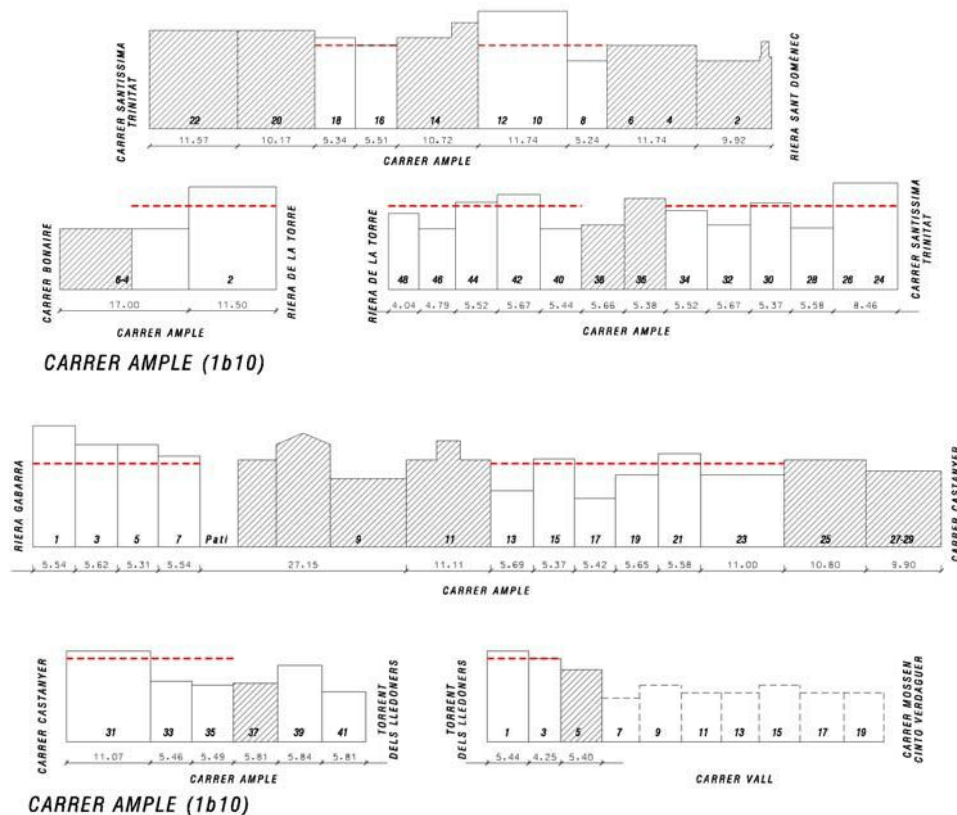 CARRER SANTISSIMA
TRINITAT
22 20 18 16 14 12 10 8 6 4 2
RIERA SANT DOMÈNEC
11.57 10.17 5.34 5.51 10.72 11.74 5.24 11.74 9.92
CARRER AMPLE
CARRER BONAIRE
6-4 2
RIERA DE LA TORRE
17.00 11.50
CARRER AMPLE
RIERA DE LA TORRE
48 46 44 42 40 38 36 34 32 30 28 26 24
CARRER SANTISSIMA
TRINITAT
4.04 4.79 5.52 5.67 5.44 5.66 5.38 5.52 5.67 5.37 5.58 8.46
CARRER AMPLE
CARRER AMPLE (1b10)
RIERA GABARRA
1 3 5 7 Pati 9 11 13 15 17 19 21 23 25 27-29
CARRER CASTANYER
5.54 5.62 5.31 5.54 27.15 11.11 5.69 5.37 5.42 5.65 5.58 11.00 10.80 9.90
CARRER AMPLE
CARRER CASTANYER
31 33 35 37 39 41
TORRENT
DELS LLEDONERS
11.07 5.46 5.49 5.81 5.84 5.81
CARRER AMPLE
TORRENT
DELS LLEDONERS
1 3 5 7 9 11 13 15 17 19
CARRER MOSSEN
CINTO VERDAGUER
5.44 4.25 5.40
CARRER VALL
CARRER AMPLE (1b10)